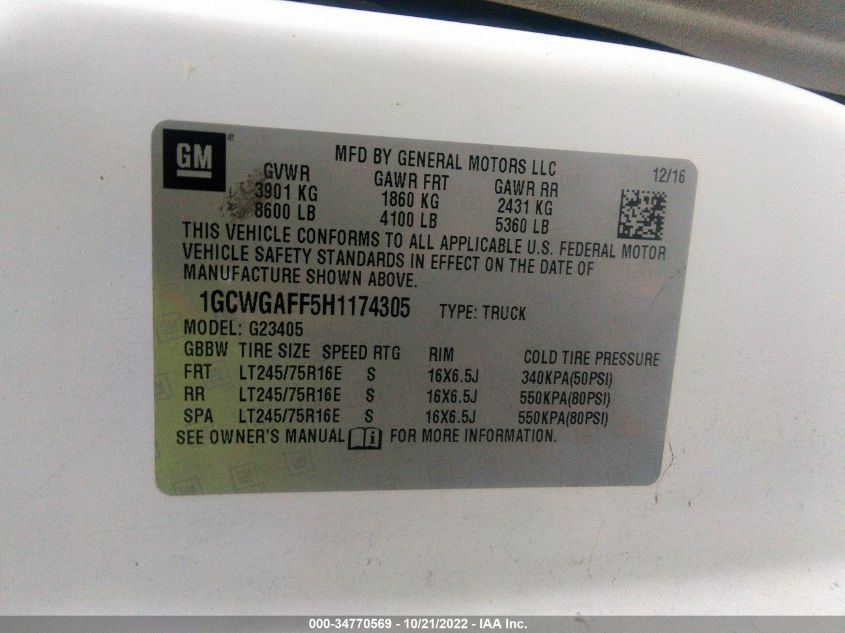 GM ®
MFD BY GENERAL MOTORS LLC
12/16
GVWR GAWR FRT GAWR RR
3901 KG 1860 KG 2431 KG
8600 LB 4100 LB 5360 LB
THIS VEHICLE CONFORMS TO ALL APPLICABLE U.S. FEDERAL MOTOR
VEHICLE SAFETY STANDARDS IN EFFECT ON THE DATE OF
MANUFACTURE SHOWN ABOVE.
1GCWGAFF5H1174305 TYPE: TRUCK
MODEL: G23405
GBBW TIRE SIZE SPEED RTG RIM COLD TIRE PRESSURE
FRT LT245/75R16E S 16X6.5J 340KPA(50PSI)
RR LT245/75R16E S 16X6.5J 550KPA(80PSI)
SPA LT245/75R16E S 16X6.5J 550KPA(80PSI)
SEE OWNER'S MANUAL FOR MORE INFORMATION.
000-34770569 - 10/21/2022 - IAA Inc.